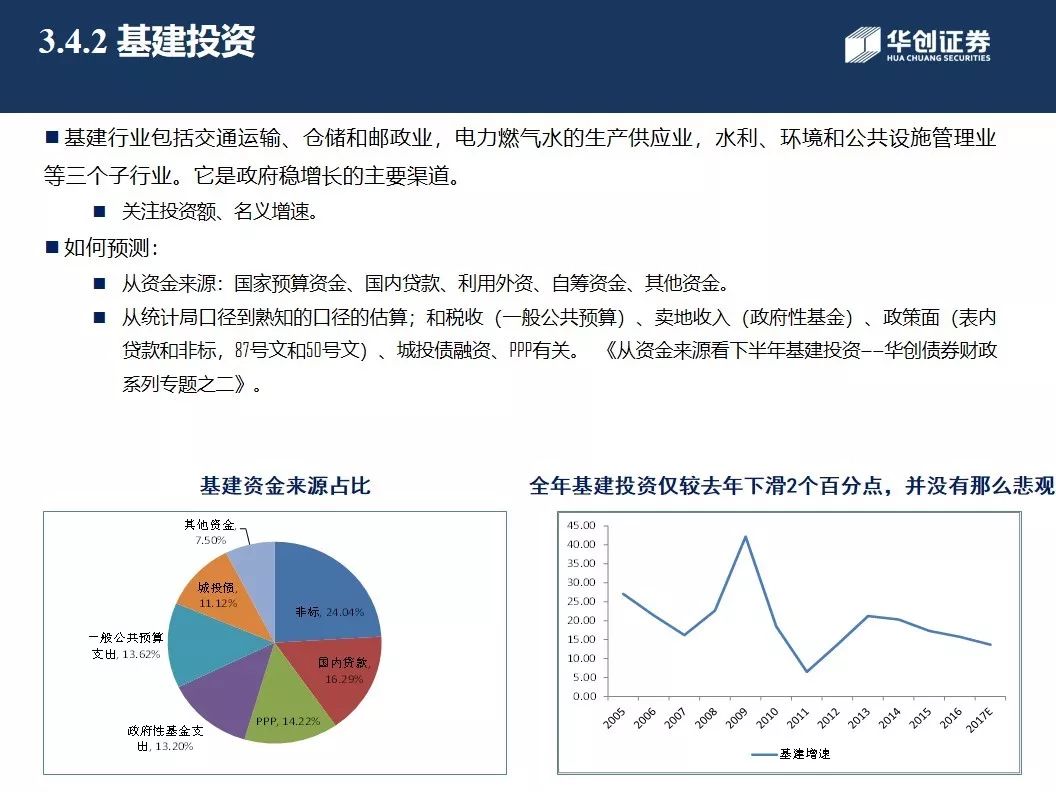 3.4.2 基建投资
华创证券
HUA CHUANG SECURITIES
基建行业包括交通运输、仓储和邮政业，电力燃气水的生产供应业，水利、环境和公共设施管理业
等三个子行业。它是政府稳增长的主要渠道。
关注投资额、名义增速。
如何预测：
从资金来源：国家预算资金、国内贷款、利用外资、自筹资金、其他资金。
从统计局口径到熟知的口径的估算；和税收（一般公共预算）、卖地收入（政府性基金）、政策面（表内
贷款和非标，87号文和50号文）、城投债融资、PPP有关。 《从资金来源看下半年基建投资——华创债券财政
系列专题之二》。
基建资金来源占比
其他资金,
7.50%
城投债,
11.12%
非标, 24.04%
一般公共预算
支出, 13.62%
国内贷款,
16.29%
PPP, 14.22%
政府性基金支
出, 13.20%
全年基建投资仅较去年下滑2个百分点，并没有那么悲观
45.00
40.00
35.00
30.00
25.00
20.00
15.00
10.00
5.00
0.00
2005
2006
2007
2008
2009
2010
2011
2012
2013
2014
2015
2016
2017E
基建增速